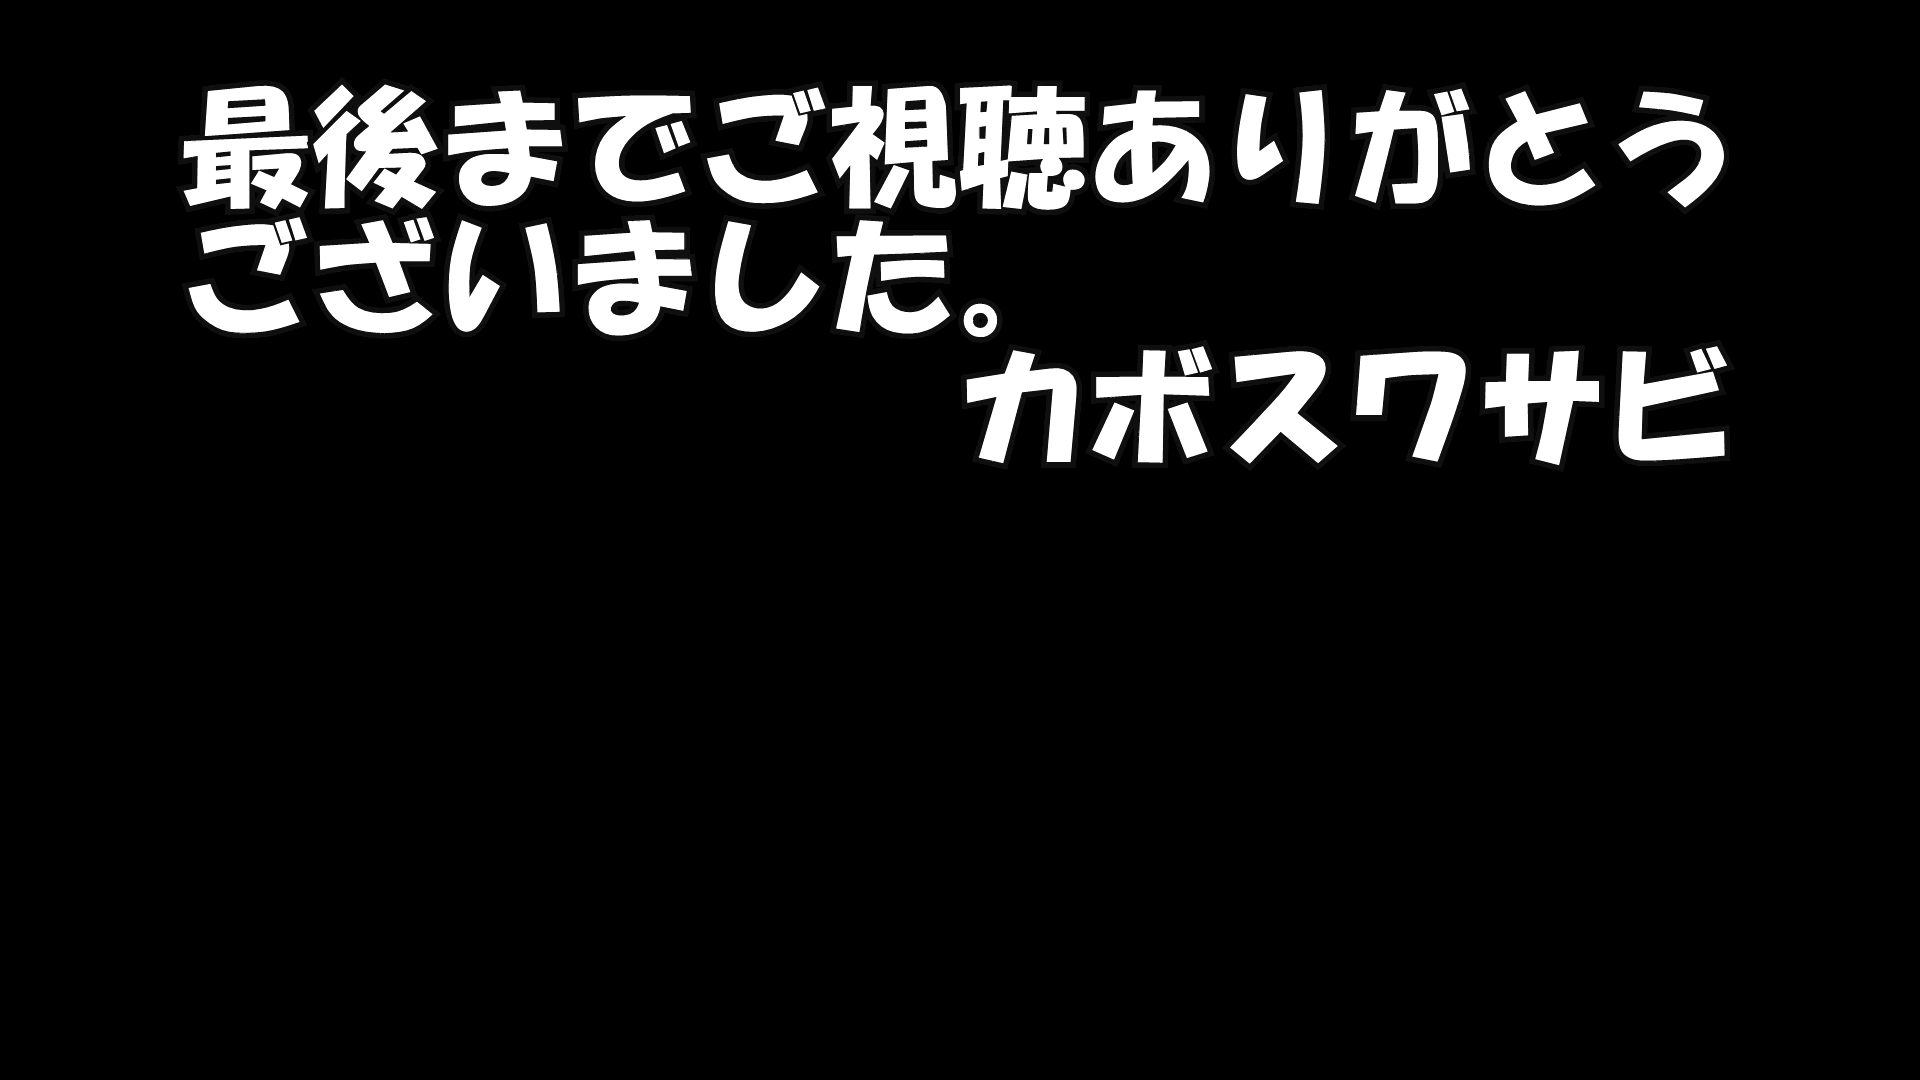 最後までご視聴ありがとう
ございました。
カボスワサビ